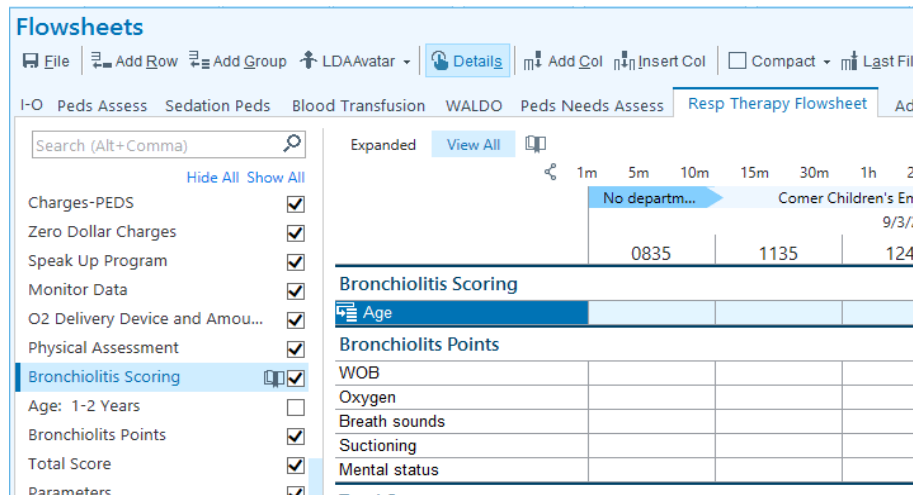 Flowsheets
File Add Row Add Group LDAAvatar Details Add Col Insert Col Compact Last Fil
I-O Peds Assess Sedation Peds Blood Transfusion WALDO Peds Needs Assess Resp Therapy Flowsheet Ad
Search (Alt+Comma)
Hide All Show All
Charges-PEDS
Zero Dollar Charges
Speak Up Program
Monitor Data
O2 Delivery Device and Amou...
Physical Assessment
Bronchiolitis Scoring
Age: 1-2 Years
Bronchiolits Points
Total Score
Parameters
Expanded View All
1m 5m 10m 15m 30m 1h 2
No departm... Comer Children's Em
9/3/2
0835 1135 124
Bronchiolitis Scoring
Age
Bronchiolits Points
WOB
Oxygen
Breath sounds
Suctioning
Mental status